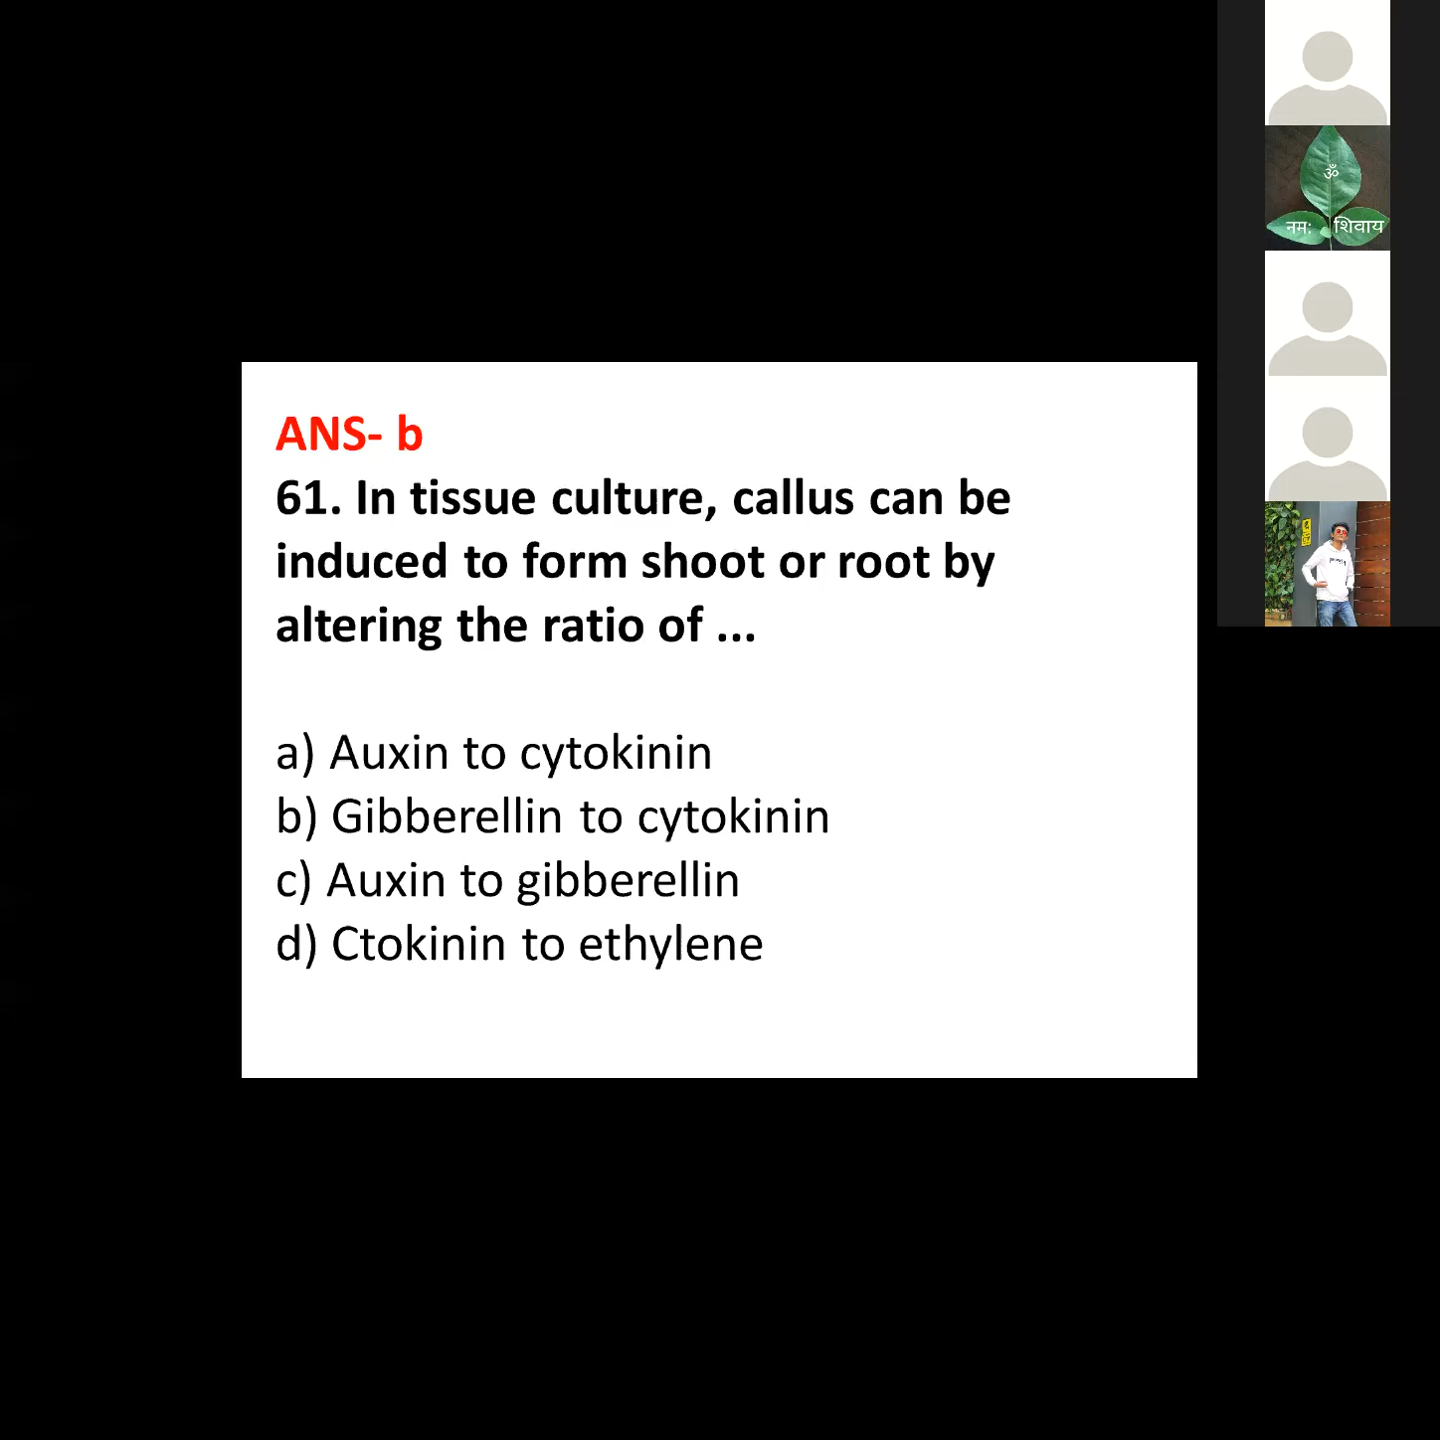 ANS- b
61. In tissue culture, callus can be
induced to form shoot or root by
altering the ratio of ...
a) Auxin to cytokinin
b) Gibberellin to cytokinin
c) Auxin to gibberellin
d) Ctokinin to ethylene
ॐ
नम: शिवाय